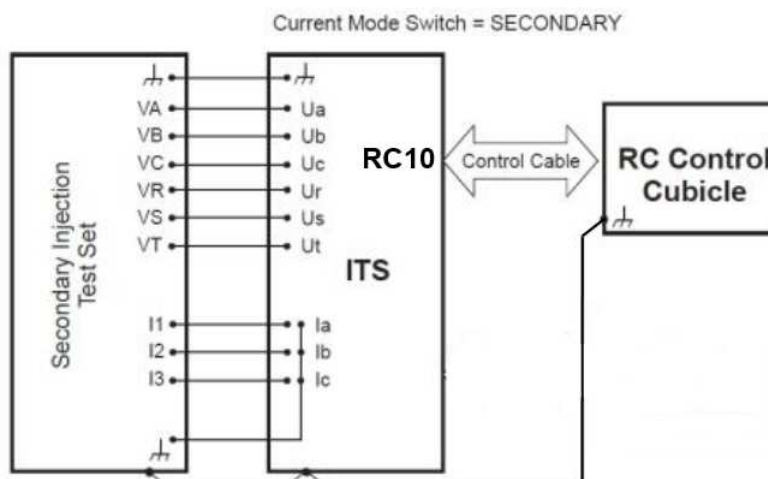 Current Mode Switch = SECONDARY
Secondary Injection
Test Set
VA
VB
VC
VR
VS
VT
I1
I2
I3
Ua
Ub
Uc
Ur
Us
Ut
Ia
Ib
Ic
RC10
ITS
Control Cable
RC Control
Cubicle